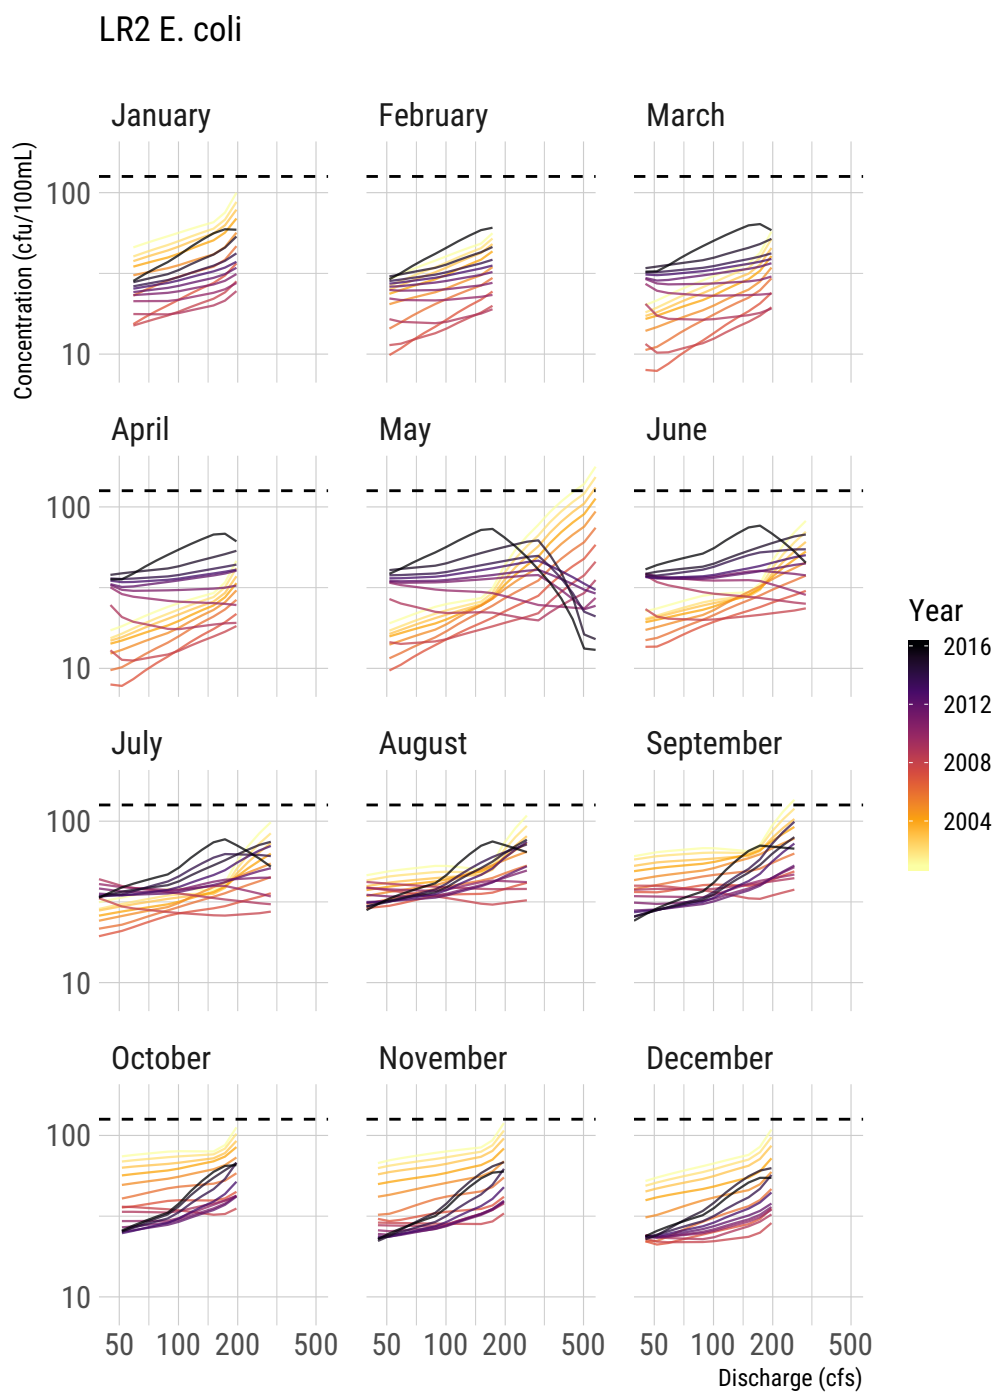 LR2 E. coli
January February March
Concentration (cfu/100mL)
100
10
April May June
100
10
Year
2016
2012
2008
2004
July August September
100
10
October November December
100
10
50 100 200 500 50 100 200 500 50 100 200 500
Discharge (cfs)